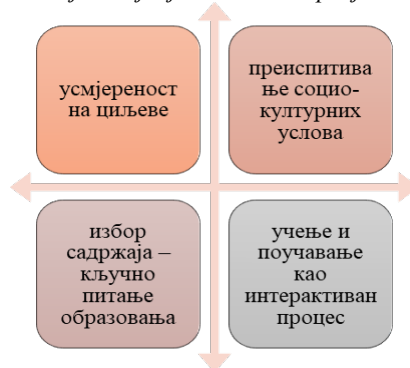 усмјереност
на циљеве
преиспитива
ње социо-
културних
услова
избор
садржаја –
кључно
питање
образовања
учење и
поучавање
као
интерактиван
процес